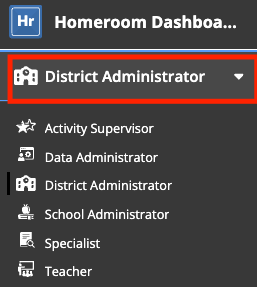 Hr Homeroom Dashboa...
District Administrator
Activity Supervisor
Data Administrator
District Administrator
School Administrator
Specialist
Teacher